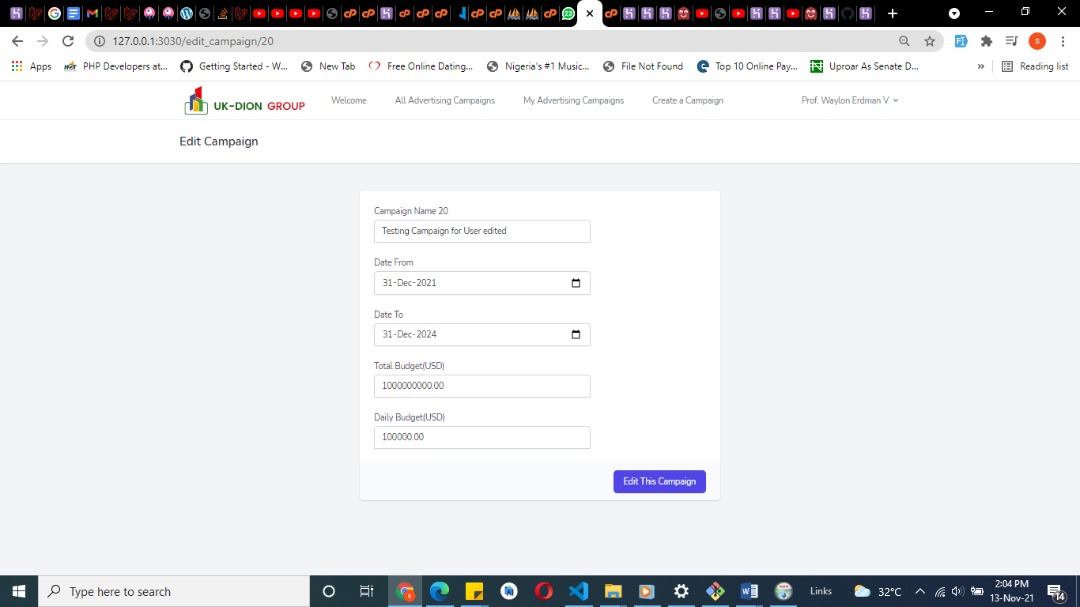 127.0.0.1:3030/edit_campaign/20
Apps
PHP Developers at...
Getting Started - W...
New Tab
Free Online Dating...
Nigeria's #1 Music...
File Not Found
Top 10 Online Pay...
Uproar As Senate D...
»
Reading list
UK-DION GROUP
Welcome
All Advertising Campaigns
My Advertising Campaigns
Create a Campaign
Prof. Waylon Erdman V
Edit Campaign
Campaign Name 20
Testing Campaign for User edited
Date From
31-Dec-2021
Date To
31-Dec-2024
Total Budget(USD)
1000000000.00
Daily Budget(USD)
100000.00
Edit This Campaign
Type here to search
Links
32°C
2:04 PM
13-Nov-21
14